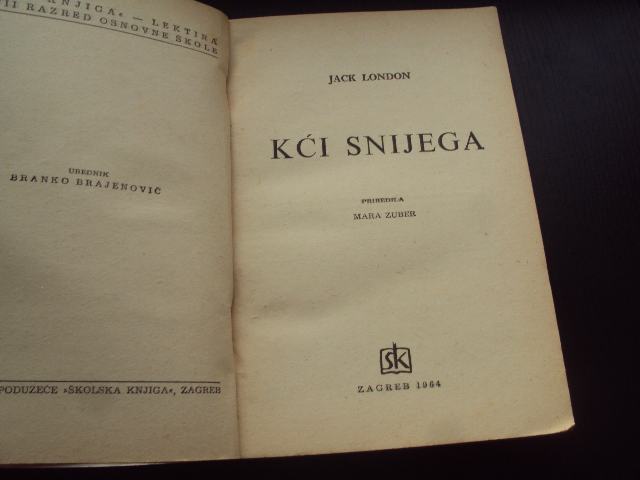 KNJIGA« — LEKTIRA
RAZRED OSNOVNE ŠKOLE
UREDNIK
BRANKO BRAJENOVIĆ
PODUZEĆE »ŠKOLSKA KNJIGA«, ZAGREB
JACK LONDON
KĆI SNIJEGA
PRIREDILA
MARA ZUBER
šk
ZAGREB 1964